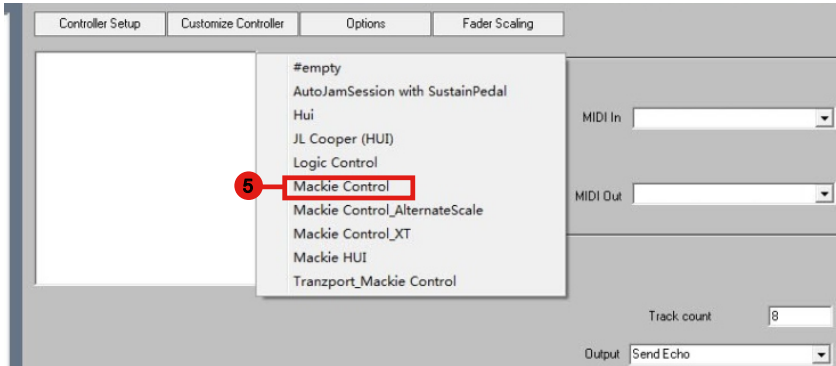 Controller Setup Customize Controller Options Fader Scaling
#empty
AutoJamSession with SustainPedal
Hui
MIDI In
JL Cooper (HUI)
Logic Control
5 Mackie Control
MIDI Out
Mackie Control_AlternateScale
Mackie Control_XT
Mackie HUI
Tranzport_Mackie Control
Track count 8
Output Send Echo